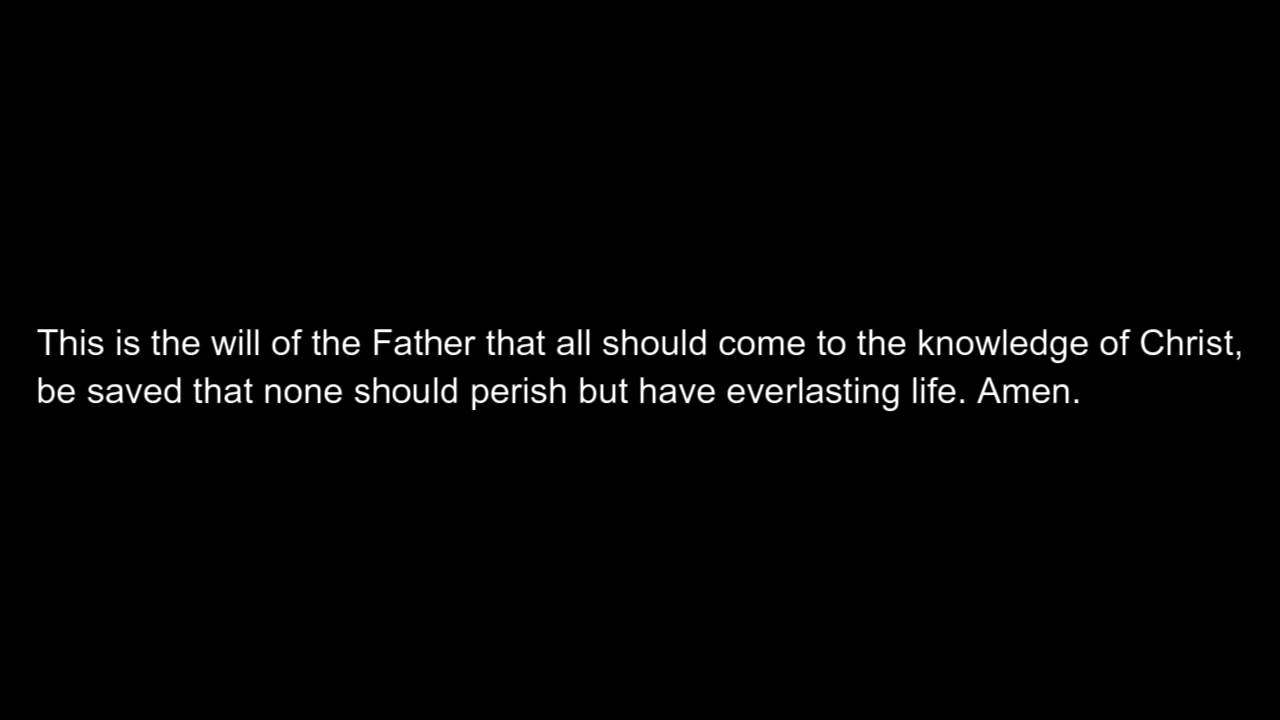 This is the will of the Father that all should come to the knowledge of Christ,
be saved that none should perish but have everlasting life. Amen.